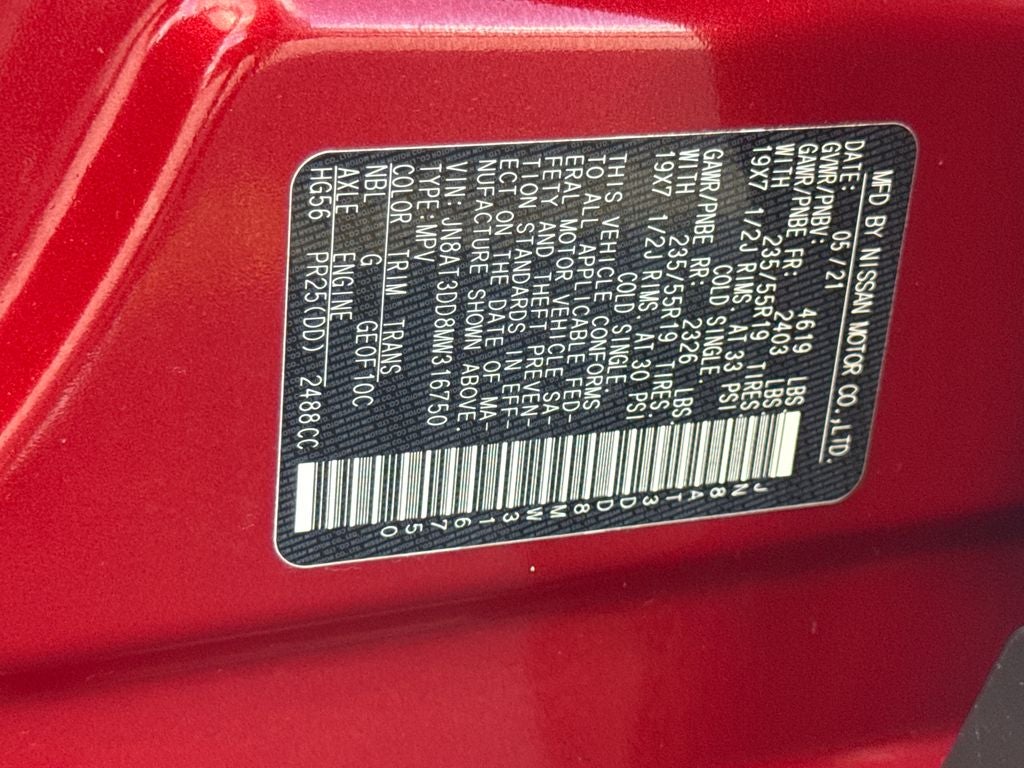 MFD BY NISSAN MOTOR CO., LTD.
DATE: 05/21
GVWR/PNBV: 4619 LBS
GAWR/PNBE FR: 2403 LBS
WITH 235/55R19 TIRES,
19X7 1/2J RIMS, AT 33 PSI
COLD SINGLE.
GAWR/PNBE RR: 2326 LBS.
WITH 235/55R19 TIRES,
19X7 1/2J RIMS, AT 30 PSI
COLD, SINGLE.
THIS VEHICLE CONFORMS
TO ALL APPLICABLE FED-
ERAL MOTOR VEHICLE SA-
FETY AND THEFT PREVEN-
TION STANDARDS IN EFF-
ECT ON THE DATE OF MA-
NUFACTURE SHOWN ABOVE.
VIN: JN8AT3DD8MW316750
TYPE: MPV
COLOR TRIM TRANS
NBL G GE0F10C
AXLE ENGINE
HG56 PR25(DD) 2488CC
JN8AT3DD8MW316750